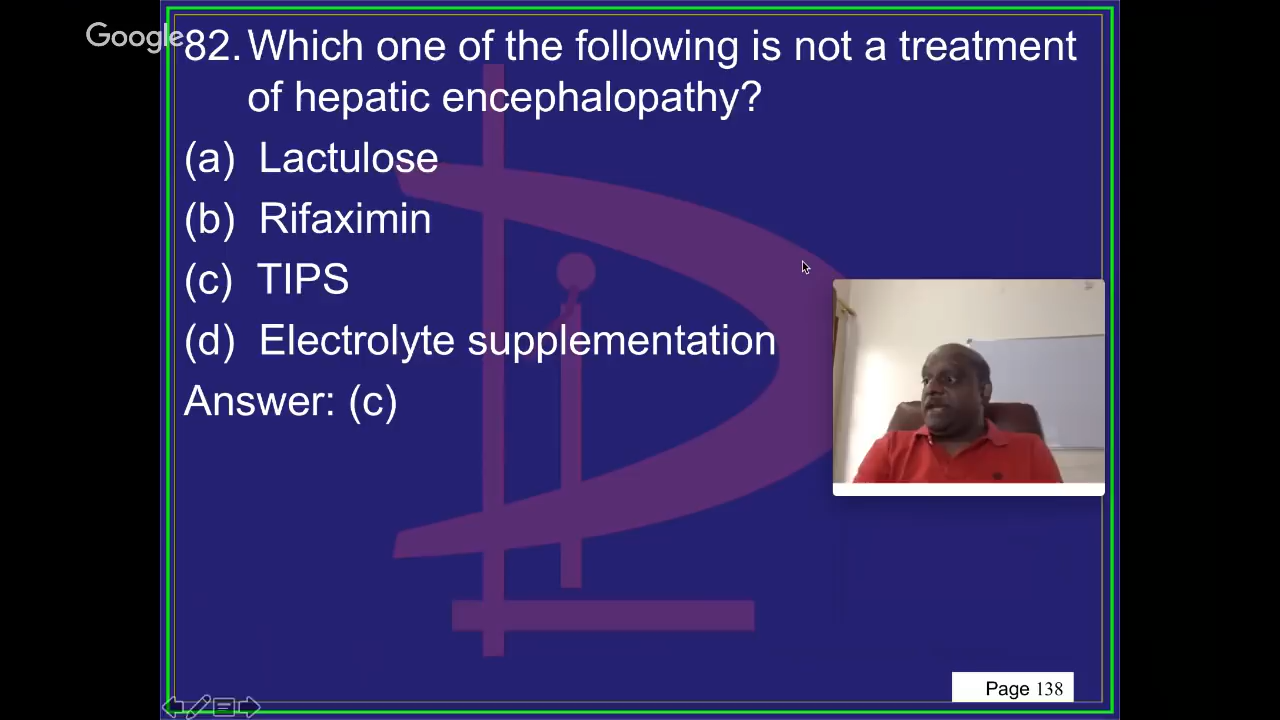 Google
82. Which one of the following is not a treatment
of hepatic encephalopathy?
(a) Lactulose
(b) Rifaximin
(c) TIPS
(d) Electrolyte supplementation
Answer: (c)
Page 138